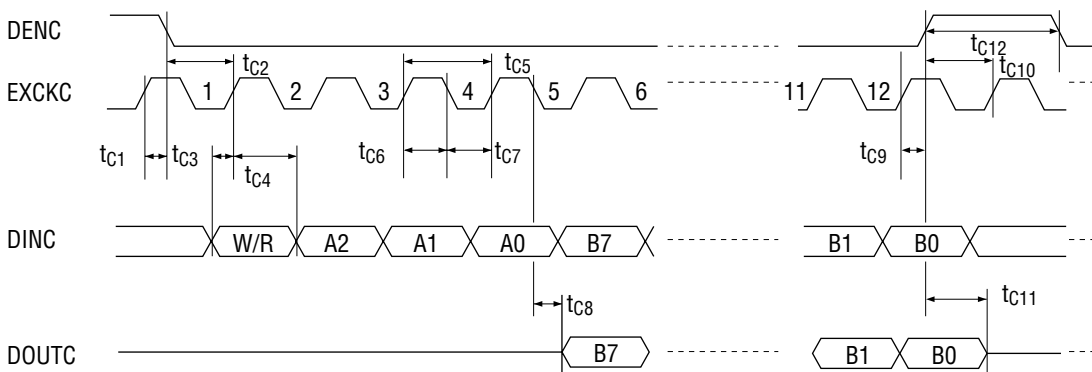 DENC
tC2 tC5 tC12 tC10
EXCKC 1 2 3 4 5 6 11 12
tC1 tC3 tC4 tC6 tC7 tC9
DINC W/R A2 A1 A0 B7 B1 B0
tC8 tC11
DOUTC B7 B1 B0